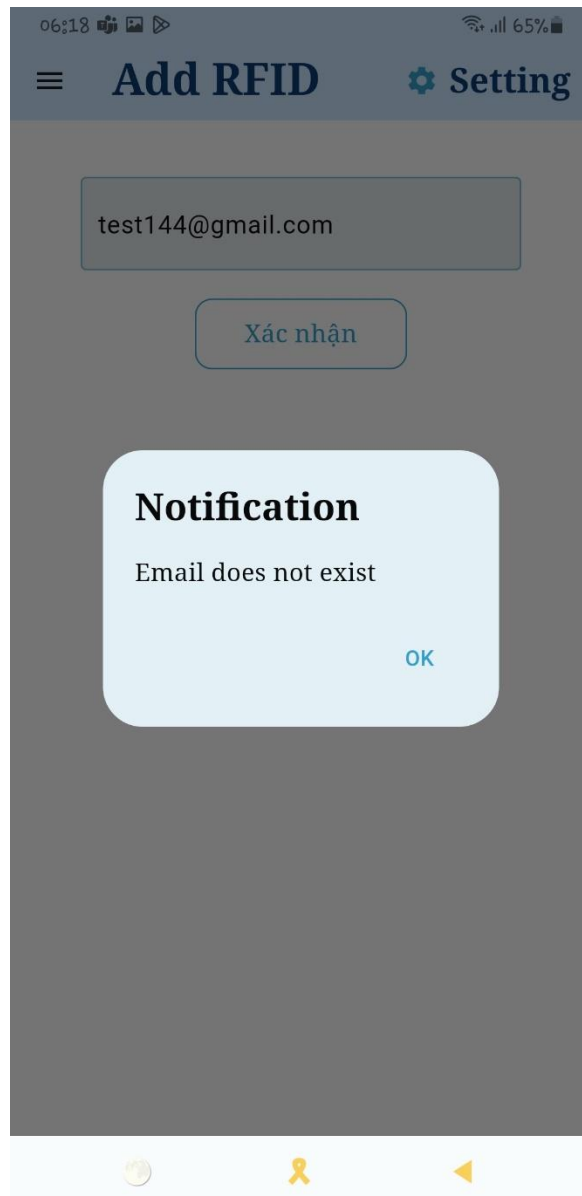 06:18 65%
Add RFID Setting
test144@gmail.com
Xác nhận
Notification
Email does not exist
OK